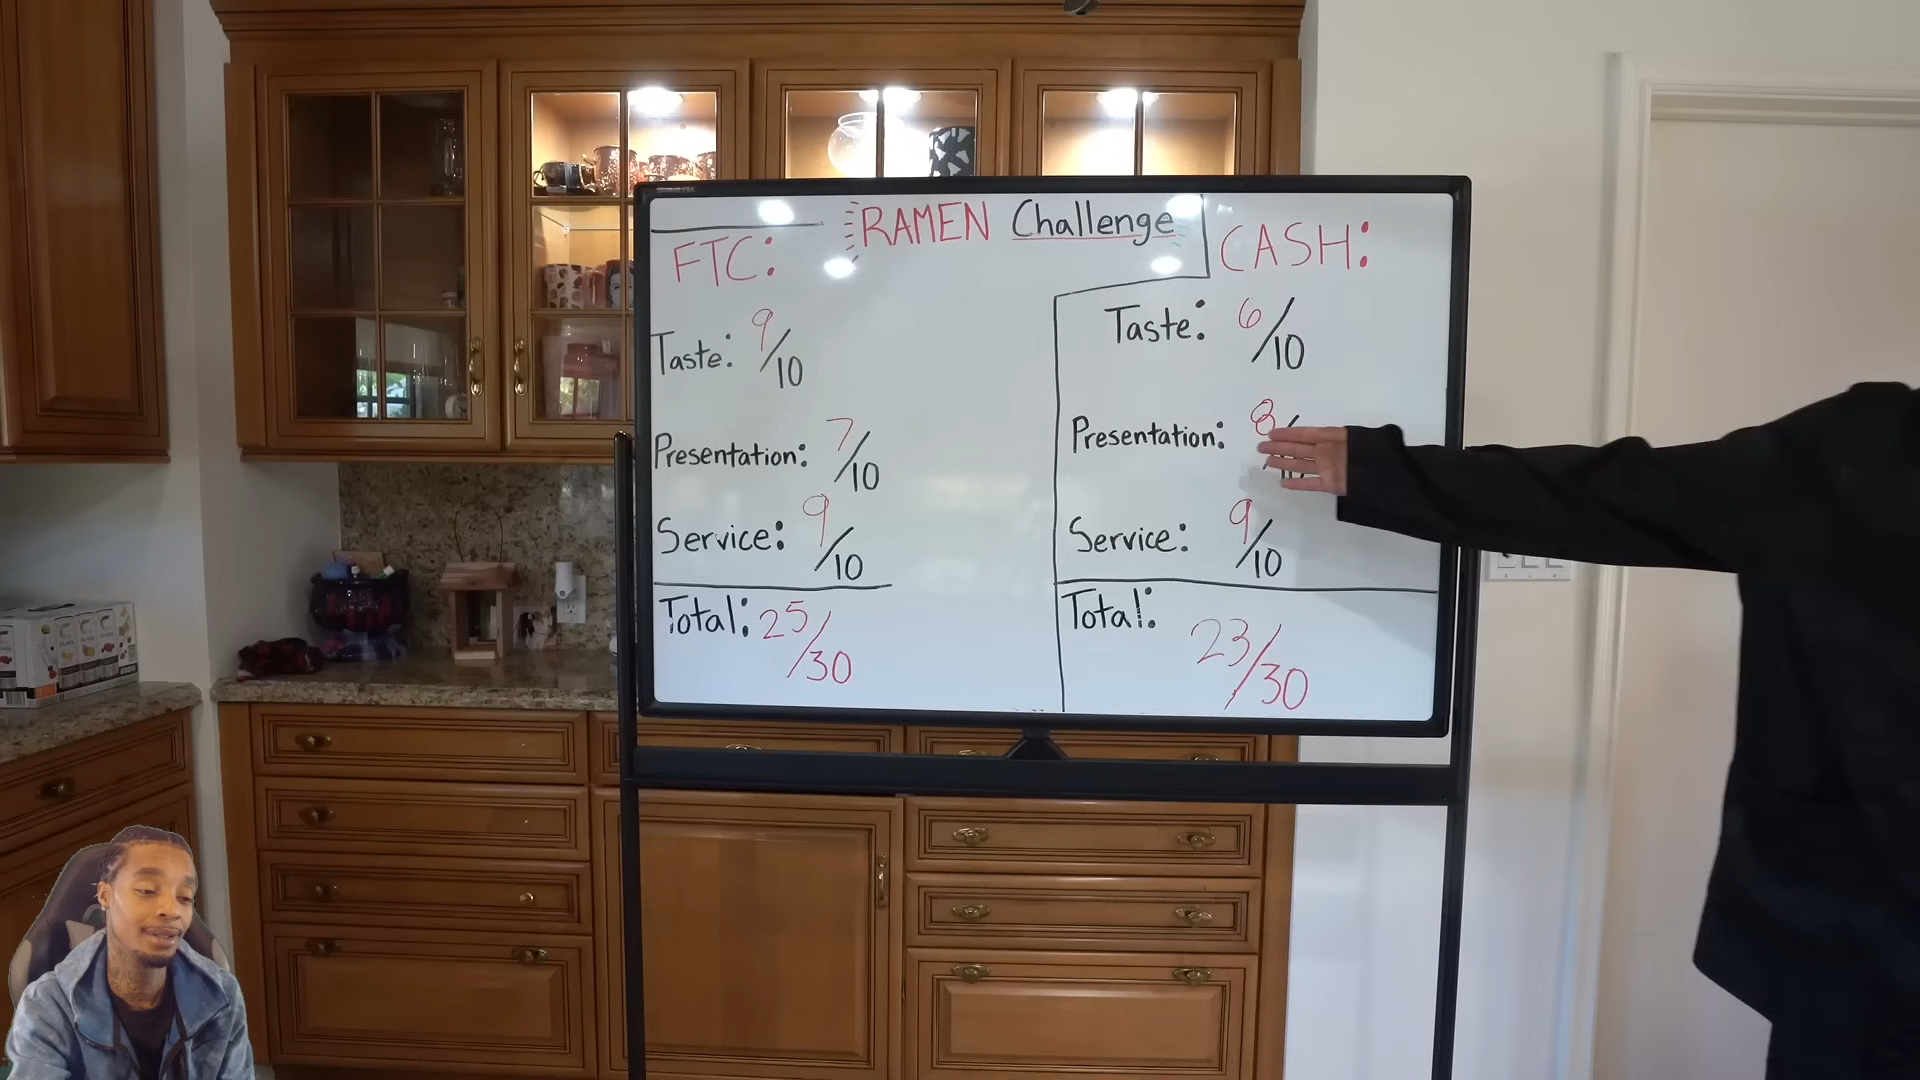 RAMEN Challenge
FTC:
Taste: 9/10
Presentation: 7/10
Service: 9/10
Total: 25/30
CASH:
Taste: 6/10
Presentation: 8/
Service: 9/10
Total: 23/30